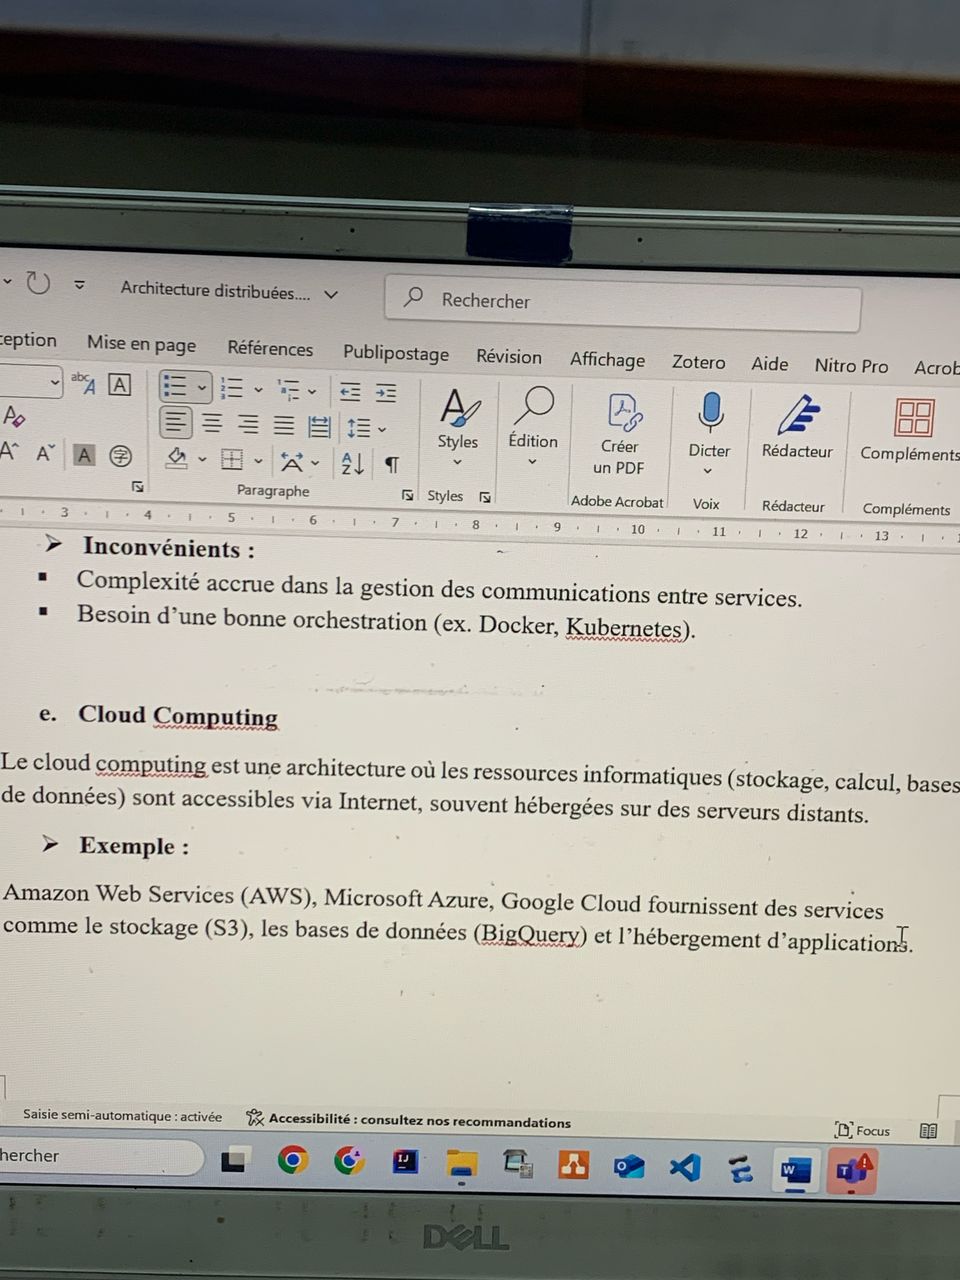 Architecture distribuées....
Rechercher
ception Mise en page Références Publipostage Révision Affichage Zotero Aide Nitro Pro Acrob
Styles
Édition
Créer
un PDF
Dicter
Rédacteur
Compléments
Paragraphe
Styles
Adobe Acrobat
Voix
Rédacteur
Compléments
3 4 5 6 7 8 9 10 11 12 13
➤ Inconvénients :
▪ Complexité accrue dans la gestion des communications entre services.
▪ Besoin d’une bonne orchestration (ex. Docker, Kubernetes).
e. Cloud Computing
Le cloud computing est une architecture où les ressources informatiques (stockage, calcul, bases
de données) sont accessibles via Internet, souvent hébergées sur des serveurs distants.
➤ Exemple :
Amazon Web Services (AWS), Microsoft Azure, Google Cloud fournissent des services
comme le stockage (S3), les bases de données (BigQuery) et l’hébergement d’applications.
Saisie semi-automatique : activée
Accessibilité : consultez nos recommandations
Focus
hercher
DELL